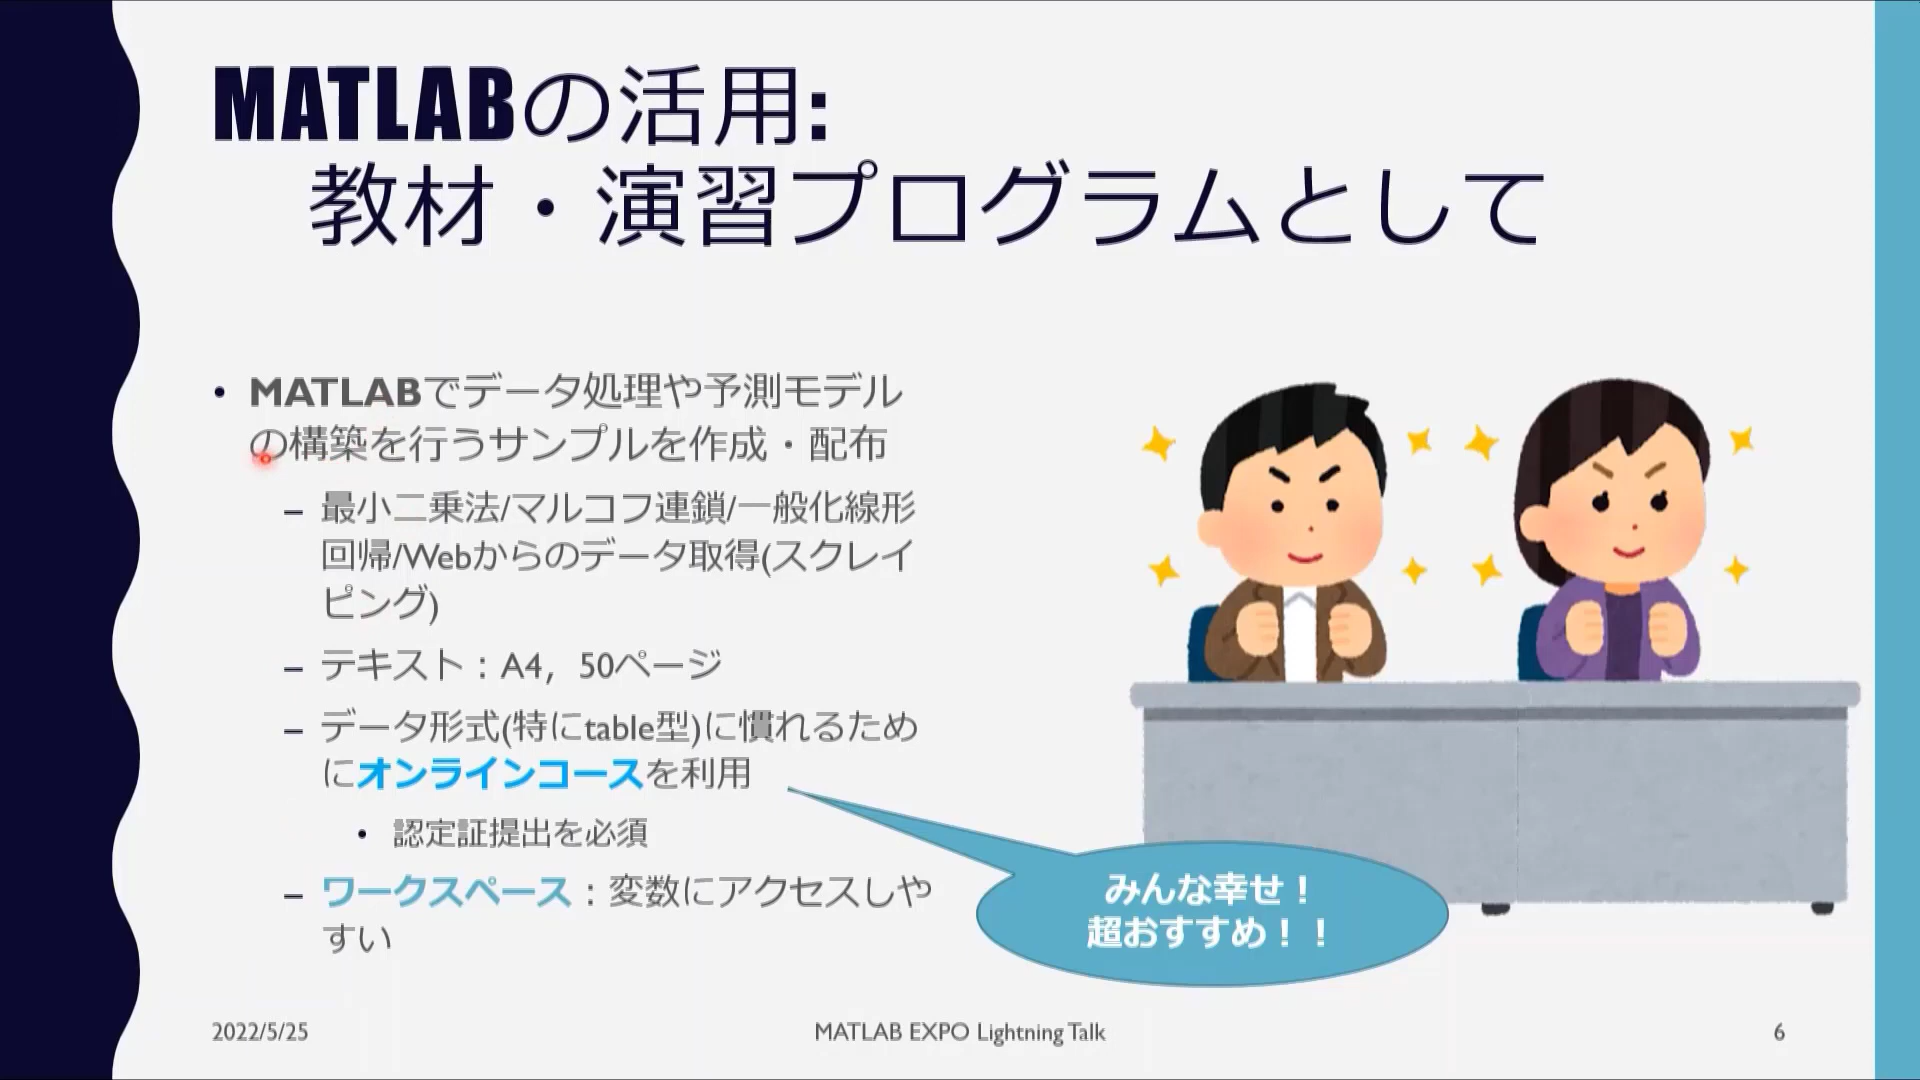 MATLABの活用:
教材・演習プログラムとして
• MATLABでデータ処理や予測モデル
の構築を行うサンプルを作成・配布
– 最小二乗法/マルコフ連鎖/一般化線形
回帰/Webからのデータ取得(スクレイ
ピング)
– テキスト：A4，50ページ
– データ形式(特にtable型)に慣れるため
にオンラインコースを利用
• 認定証提出を必須
– ワークスペース：変数にアクセスしや
すい
みんな幸せ！
超おすすめ！！
2022/5/25
MATLAB EXPO Lightning Talk
6